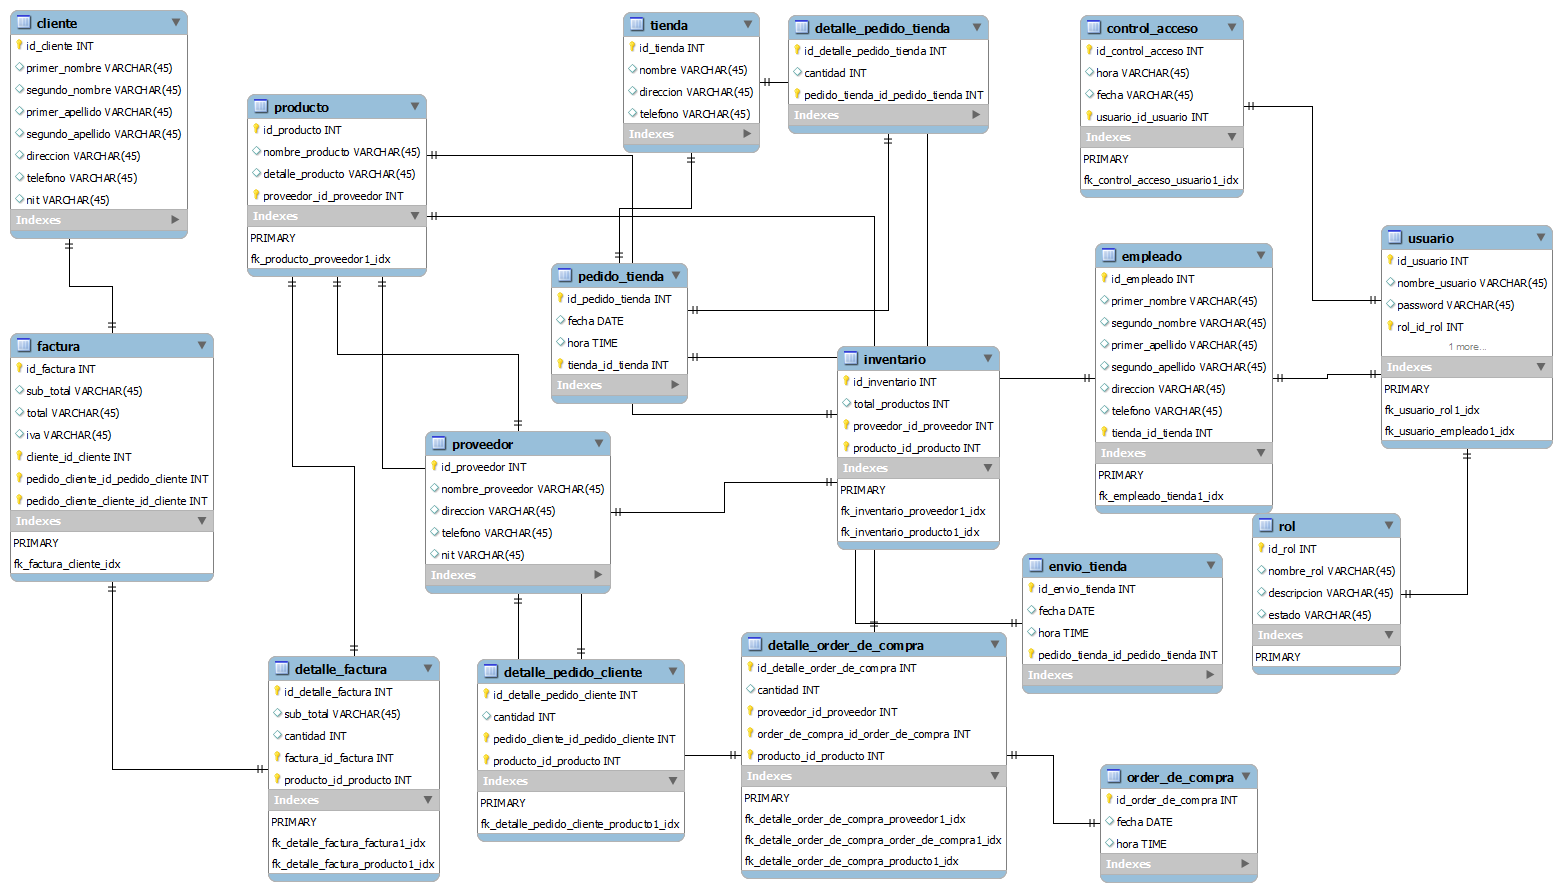 cliente
id_cliente INT
primer_nombre VARCHAR(45)
segundo_nombre VARCHAR(45)
primer_apellido VARCHAR(45)
segundo_apellido VARCHAR(45)
direccion VARCHAR(45)
telefono VARCHAR(45)
nit VARCHAR(45)
Indexes
producto
id_producto INT
nombre_producto VARCHAR(45)
detalle_producto VARCHAR(45)
proveedor_id_proveedor INT
Indexes
PRIMARY
fk_producto_proveedor1_idx
tienda
id_tienda INT
nombre VARCHAR(45)
direccion VARCHAR(45)
telefono VARCHAR(45)
Indexes
detalle_pedido_tienda
id_detalle_pedido_tienda INT
cantidad INT
pedido_tienda_id_pedido_tienda INT
Indexes
control_acceso
id_control_acceso INT
hora VARCHAR(45)
fecha VARCHAR(45)
usuario_id_usuario INT
Indexes
PRIMARY
fk_control_acceso_usuario1_idx
pedido_tienda
id_pedido_tienda INT
fecha DATE
hora TIME
tienda_id_tienda INT
Indexes
empleado
id_empleado INT
primer_nombre VARCHAR(45)
segundo_nombre VARCHAR(45)
primer_apellido VARCHAR(45)
segundo_apellido VARCHAR(45)
direccion VARCHAR(45)
telefono VARCHAR(45)
tienda_id_tienda INT
Indexes
PRIMARY
fk_empleado_tienda1_idx
usuario
id_usuario INT
nombre_usuario VARCHAR(45)
password VARCHAR(45)
rol_id_rol INT
1 more...
Indexes
PRIMARY
fk_usuario_rol1_idx
fk_usuario_empleado1_idx
factura
id_factura INT
sub_total VARCHAR(45)
total VARCHAR(45)
iva VARCHAR(45)
cliente_id_cliente INT
pedido_cliente_id_pedido_cliente INT
pedido_cliente_cliente_id_cliente INT
Indexes
PRIMARY
fk_factura_cliente_idx
proveedor
id_proveedor INT
nombre_proveedor VARCHAR(45)
direccion VARCHAR(45)
telefono VARCHAR(45)
nit VARCHAR(45)
Indexes
inventario
id_inventario INT
total_productos INT
proveedor_id_proveedor INT
producto_id_producto INT
Indexes
PRIMARY
fk_inventario_proveedor1_idx
fk_inventario_producto1_idx
rol
id_rol INT
nombre_rol VARCHAR(45)
descripcion VARCHAR(45)
estado VARCHAR(45)
Indexes
PRIMARY
envio_tienda
id_envio_tienda INT
fecha DATE
hora TIME
pedido_tienda_id_pedido_tienda INT
Indexes
detalle_factura
id_detalle_factura INT
sub_total VARCHAR(45)
cantidad INT
factura_id_factura INT
producto_id_producto INT
Indexes
PRIMARY
fk_detalle_factura_factura1_idx
fk_detalle_factura_producto1_idx
detalle_pedido_cliente
id_detalle_pedido_cliente INT
cantidad INT
pedido_cliente_id_pedido_cliente INT
producto_id_producto INT
Indexes
PRIMARY
fk_detalle_pedido_cliente_producto1_idx
detalle_order_de_compra
id_detalle_order_de_compra INT
cantidad INT
proveedor_id_proveedor INT
order_de_compra_id_order_de_compra INT
producto_id_producto INT
Indexes
PRIMARY
fk_detalle_order_de_compra_proveedor1_idx
fk_detalle_order_de_compra_order_de_compra1_idx
fk_detalle_order_de_compra_producto1_idx
order_de_compra
id_order_de_compra INT
fecha DATE
hora TIME
Indexes